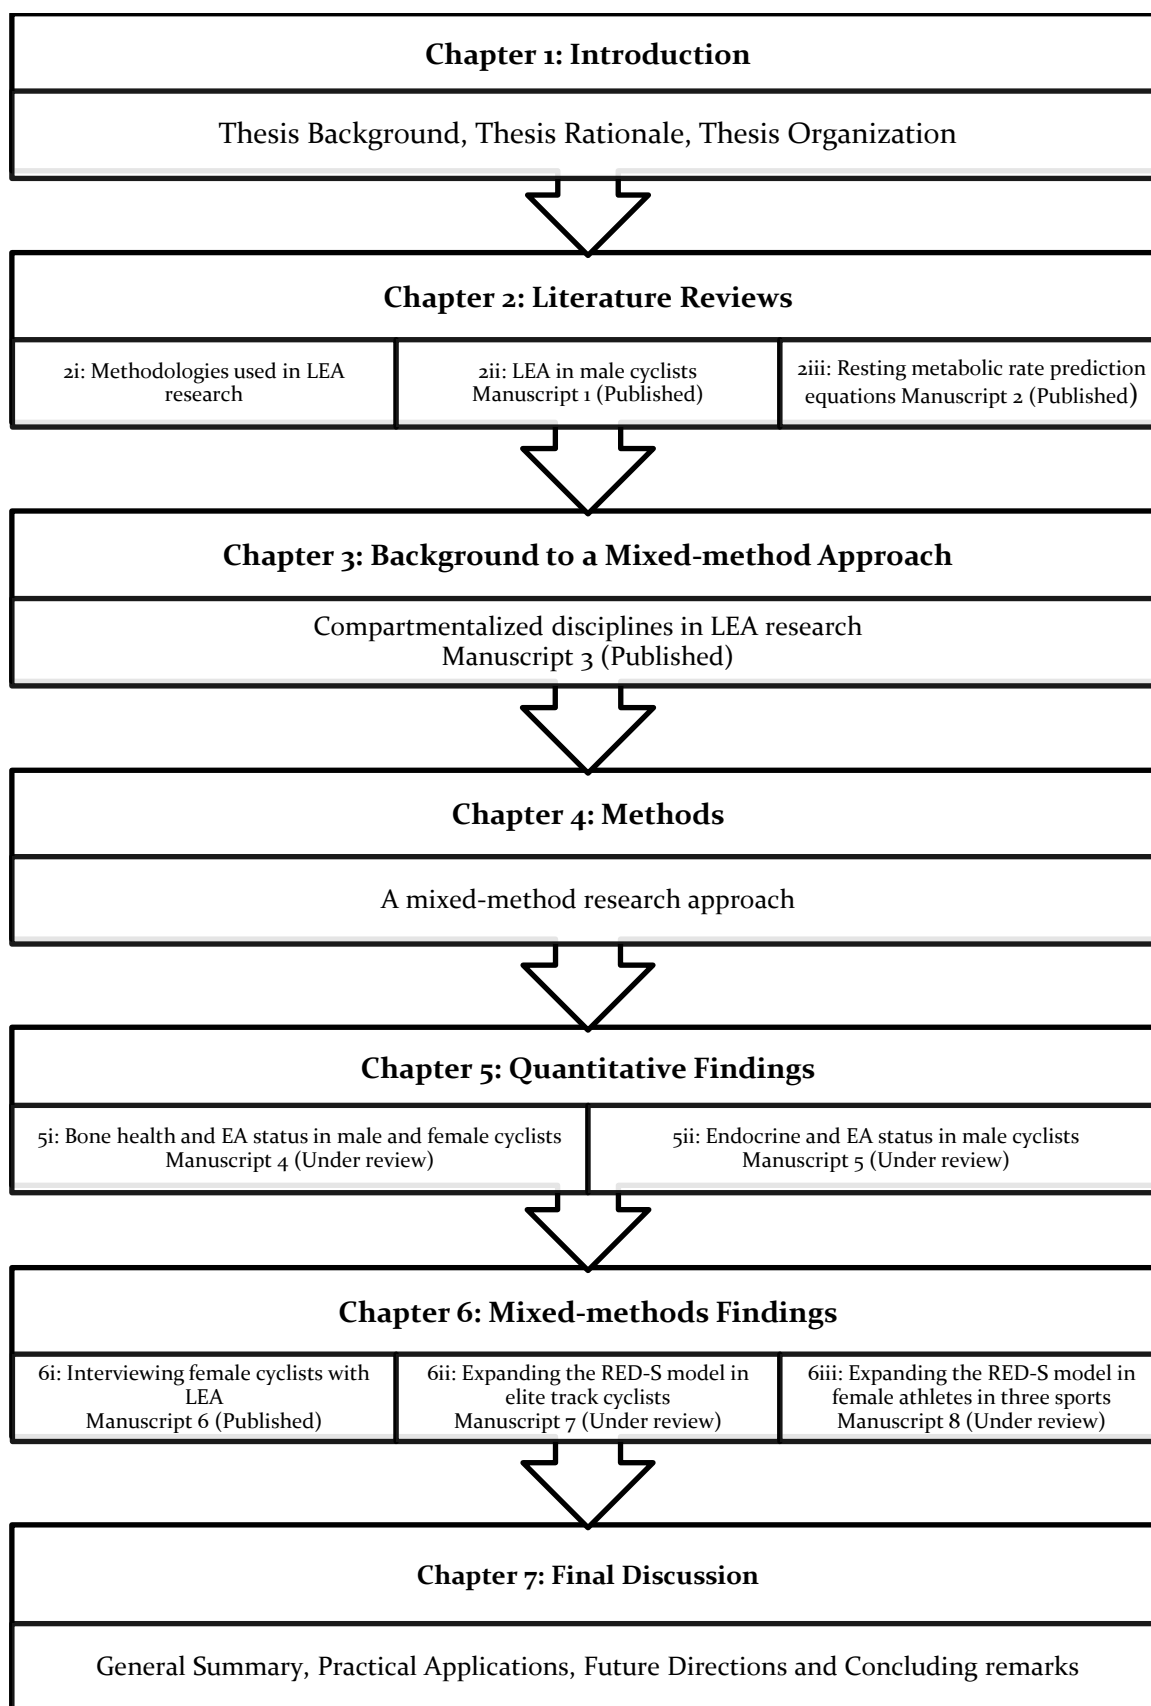 Chapter 1: Introduction
Thesis Background, Thesis Rationale, Thesis Organization
Chapter 2: Literature Reviews
2i: Methodologies used in LEA
research
2ii: LEA in male cyclists
Manuscript 1 (Published)
2iii: Resting metabolic rate prediction
equations Manuscript 2 (Published)
Chapter 3: Background to a Mixed-method Approach
Compartmentalized disciplines in LEA research
Manuscript 3 (Published)
Chapter 4: Methods
A mixed-method research approach
Chapter 5: Quantitative Findings
5i: Bone health and EA status in male and female cyclists
Manuscript 4 (Under review)
5ii: Endocrine and EA status in male cyclists
Manuscript 5 (Under review)
Chapter 6: Mixed-methods Findings
6i: Interviewing female cyclists with
LEA
Manuscript 6 (Published)
6ii: Expanding the RED-S model in
elite track cyclists
Manuscript 7 (Under review)
6iii: Expanding the RED-S model in
female athletes in three sports
Manuscript 8 (Under review)
Chapter 7: Final Discussion
General Summary, Practical Applications, Future Directions and Concluding remarks